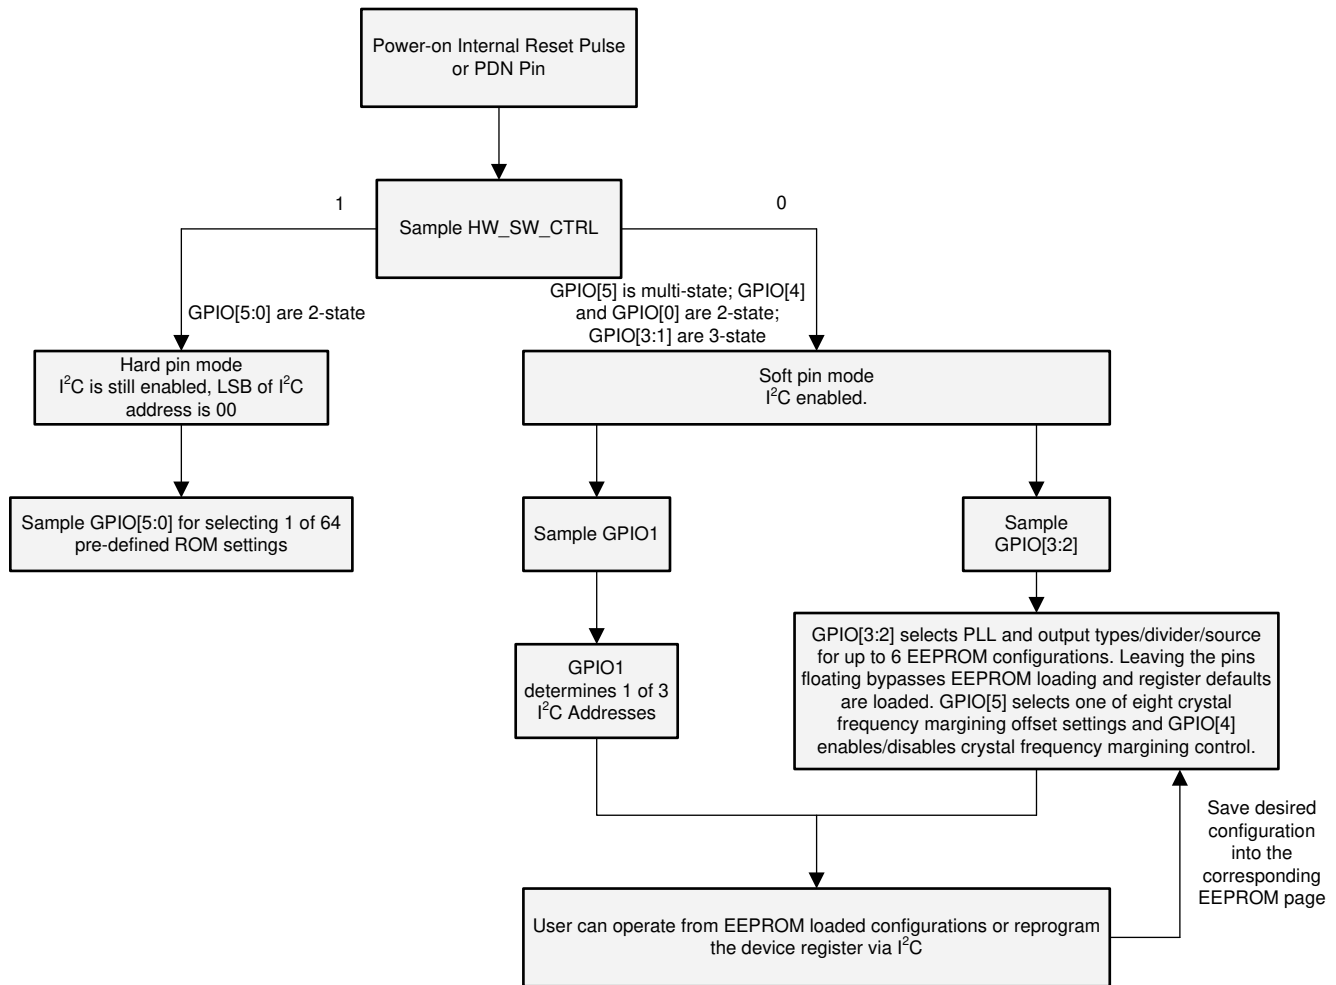 Power-on Internal Reset Pulse
or PDN Pin
1
Sample HW_SW_CTRL
0
GPIO[5:0] are 2-state
GPIO[5] is multi-state; GPIO[4]
and GPIO[0] are 2-state;
GPIO[3:1] are 3-state
Hard pin mode
I²C is still enabled, LSB of I²C
address is 00
Soft pin mode
I²C enabled.
Sample GPIO[5:0] for selecting 1 of 64
pre-defined ROM settings
Sample GPIO1
Sample
GPIO[3:2]
GPIO1
determines 1 of 3
I²C Addresses
GPIO[3:2] selects PLL and output types/divider/source
for up to 6 EEPROM configurations. Leaving the pins
floating bypasses EEPROM loading and register defaults
are loaded. GPIO[5] selects one of eight crystal
frequency margining offset settings and GPIO[4]
enables/disables crystal frequency margining control.
Save desired
configuration
into the
corresponding
EEPROM page
User can operate from EEPROM loaded configurations or reprogram
the device register via I²C